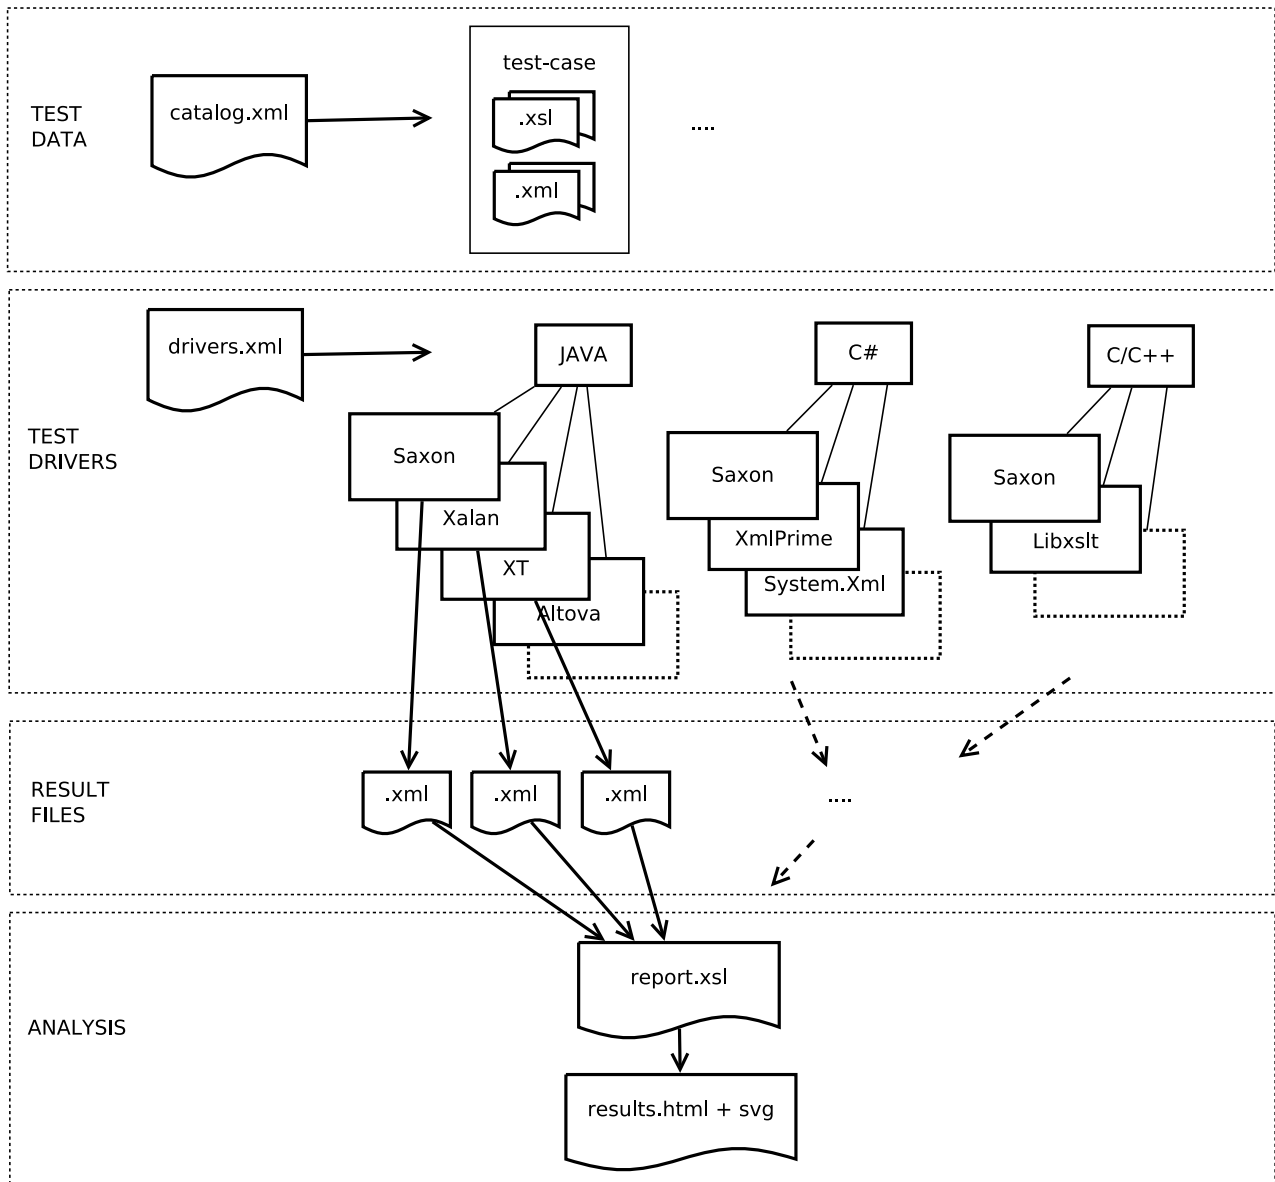 TEST
DATA
catalog.xml
test-case
.xsl
.xml
....
TEST
DRIVERS
drivers.xml
JAVA
Saxon
Xalan
XT
Altova
C#
Saxon
XmlPrime
System.Xml
C/C++
Saxon
Libxslt
RESULT
FILES
.xml
.xml
.xml
....
ANALYSIS
report.xsl
results.html + svg